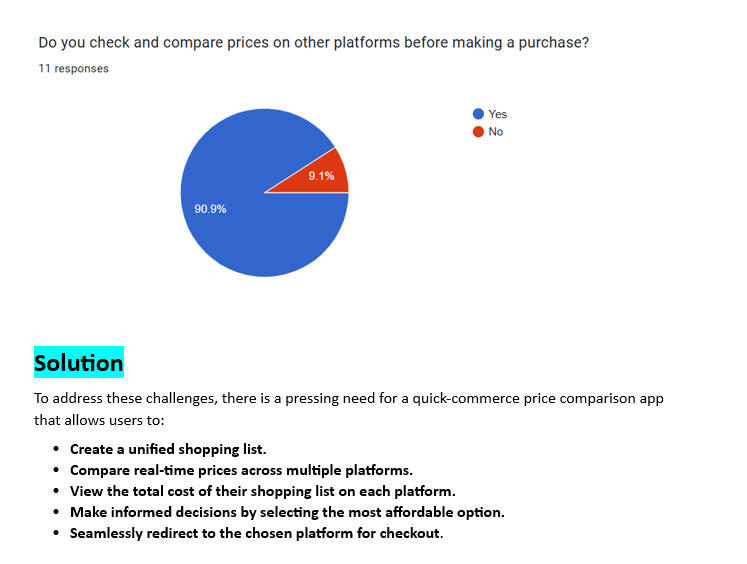 Do you check and compare prices on other platforms before making a purchase?
11 responses
Yes
No
9.1%
90.9%
Solution
To address these challenges, there is a pressing need for a quick-commerce price comparison app
that allows users to:
• Create a unified shopping list.
• Compare real-time prices across multiple platforms.
• View the total cost of their shopping list on each platform.
• Make informed decisions by selecting the most affordable option.
• Seamlessly redirect to the chosen platform for checkout.